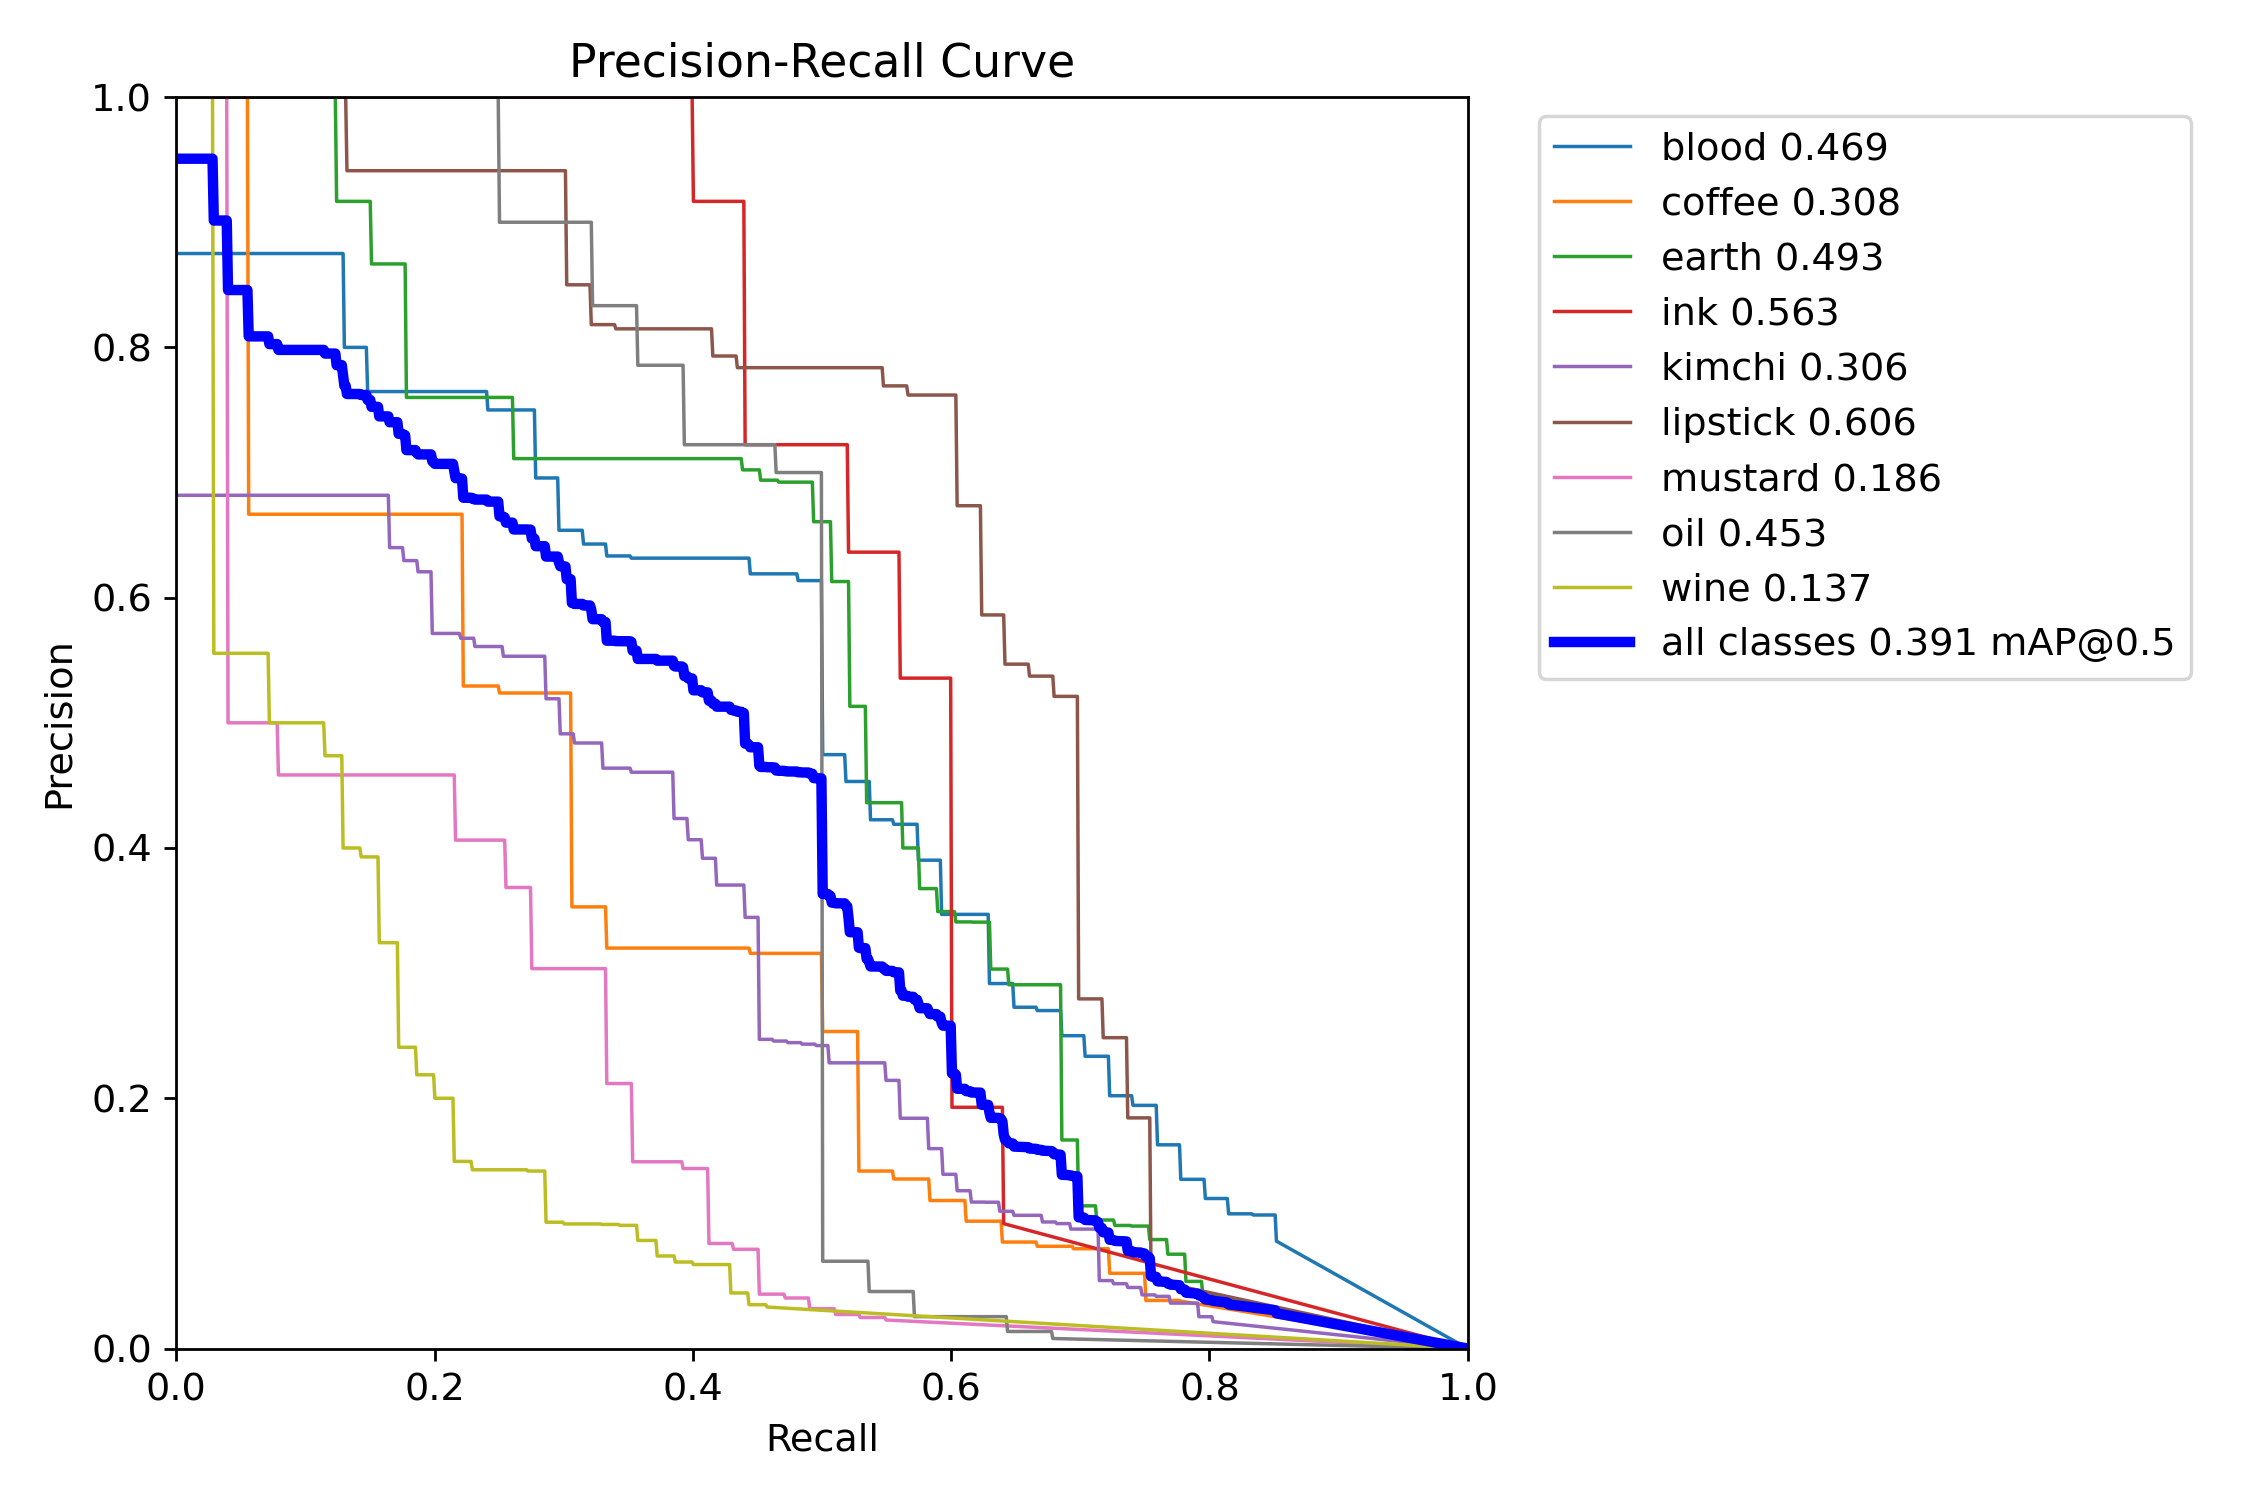 Precision-Recall Curve
1.0
0.8
0.6
0.4
0.2
0.0
Precision
0.0 0.2 0.4 0.6 0.8 1.0
Recall
blood 0.469
coffee 0.308
earth 0.493
ink 0.563
kimchi 0.306
lipstick 0.606
mustard 0.186
oil 0.453
wine 0.137
all classes 0.391 mAP@0.5